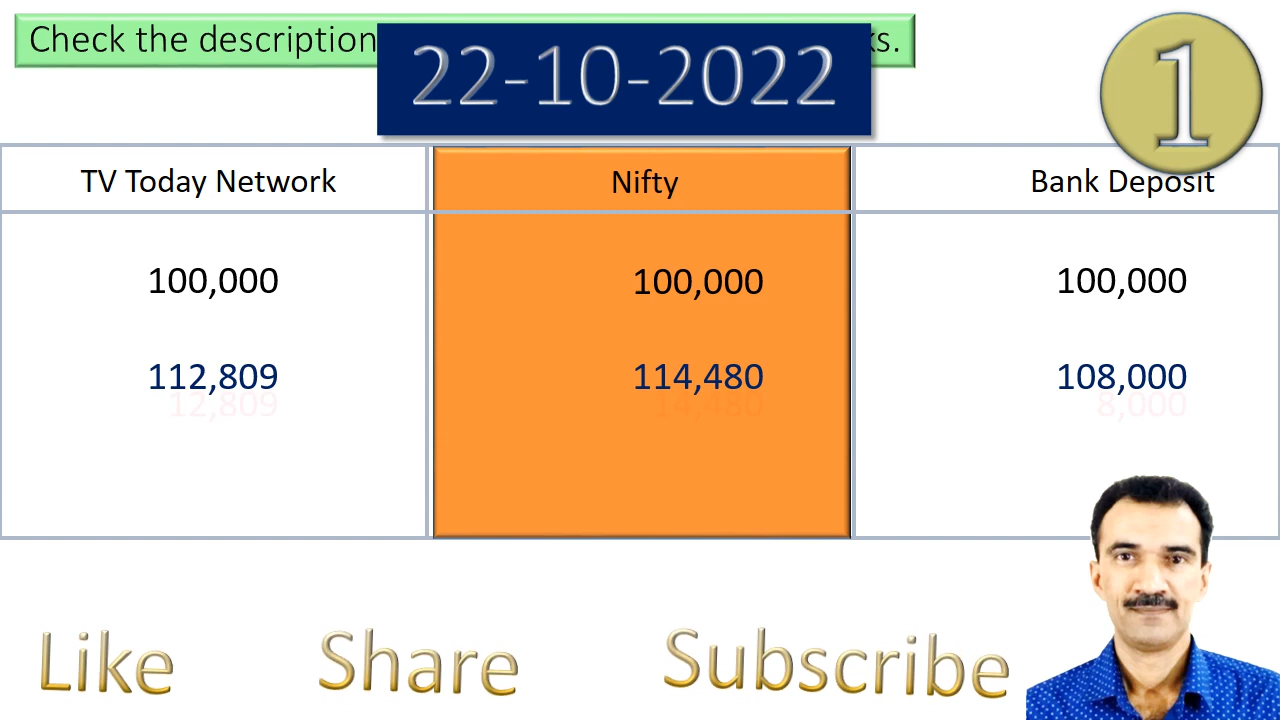 Check the description
ks.
22-10-2022
1
TV Today Network
Nifty
Bank Deposit
100,000
100,000
100,000
112,809
114,480
108,000
12,809
14,480
8,000
Like
Share
Subscribe